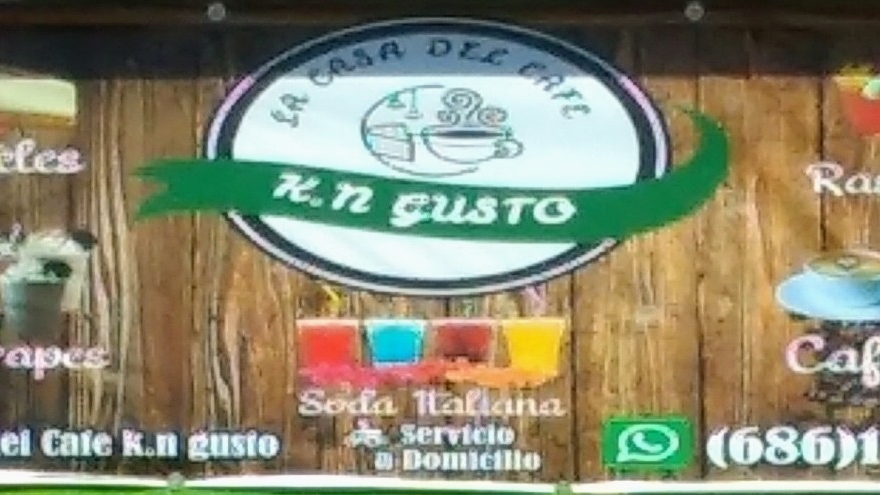 LA CASA DEL CAFE
K.N GUSTO
Soda Italiana
el Cafe k.n gusto
Servicio
a Domicilio
(686)1